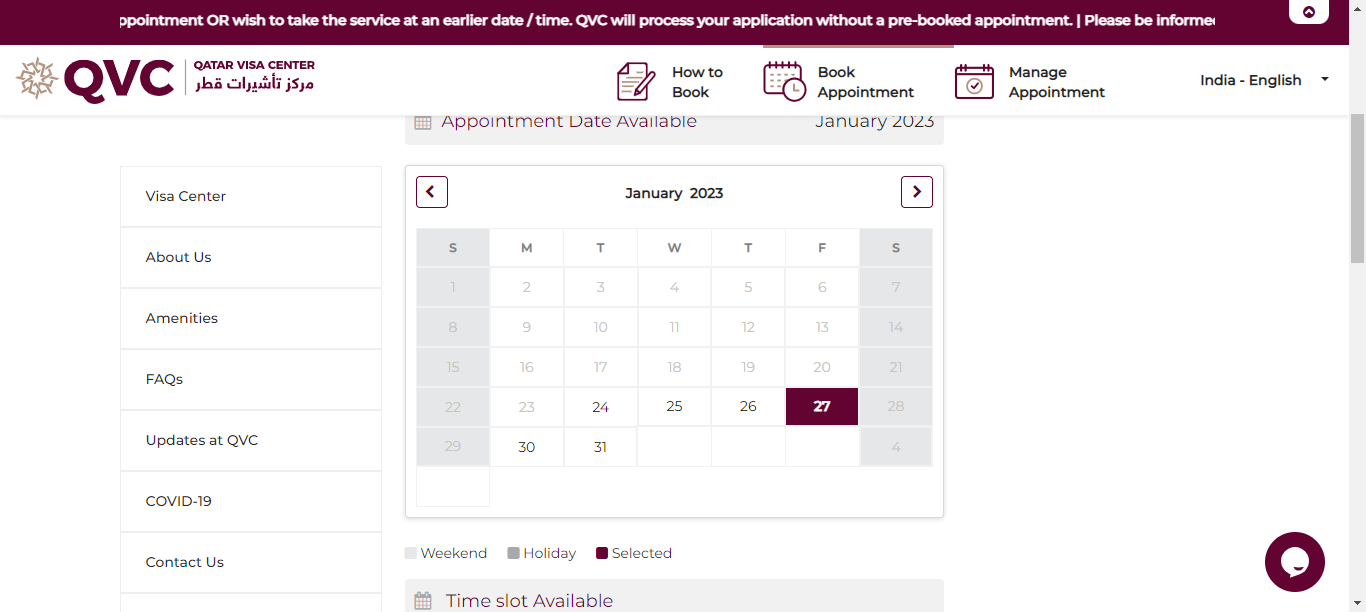 ppointment OR wish to take the service at an earlier date / time. QVC will process your application without a pre-booked appointment. | Please be informe
QVC
QATAR VISA CENTER
مركز تأشيرات قطر
How to
Book
Book
Appointment
Manage
Appointment
India - English
Appointment Date Available January 2023
Visa Center
About Us
Amenities
FAQs
Updates at QVC
COVID-19
Contact Us
January 2023
S M T W T F S
1 2 3 4 5 6 7
8 9 10 11 12 13 14
15 16 17 18 19 20 21
22 23 24 25 26 27 28
29 30 31 4
Weekend Holiday Selected
Time slot Available